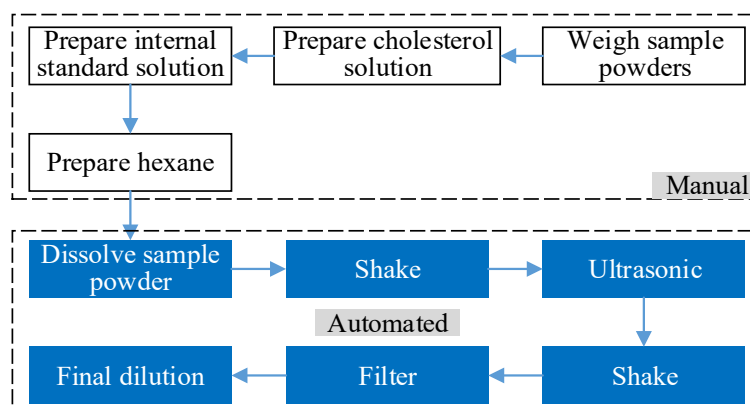 Prepare internal
standard solution
Prepare cholesterol
solution
Weigh sample
powders
Prepare hexane
Manual
Dissolve sample
powder
Shake
Ultrasonic
Automated
Final dilution
Filter
Shake